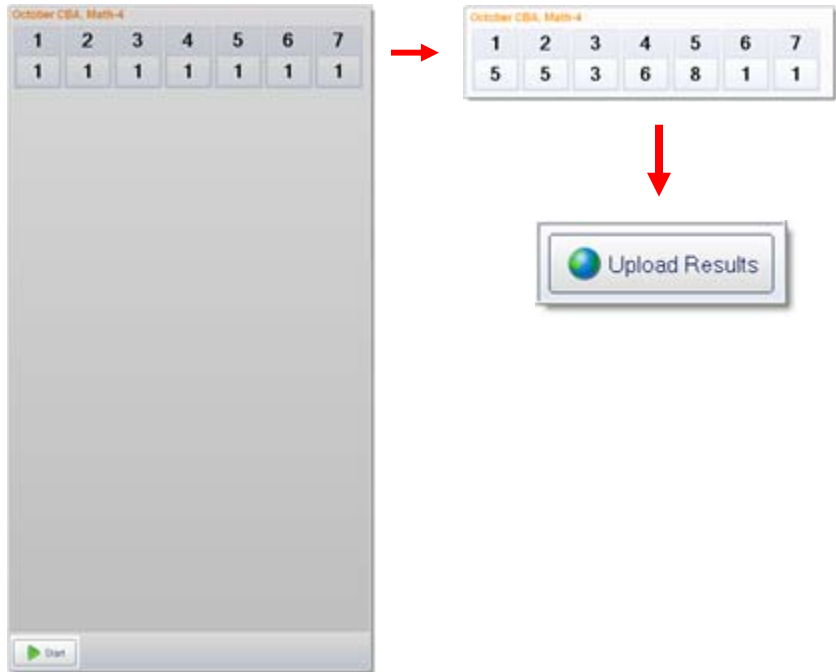 October CBA, Math-4
1 2 3 4 5 6 7
1 1 1 1 1 1 1
Start
October CBA, Math-4
1 2 3 4 5 6 7
5 5 3 6 8 1 1
Upload Results